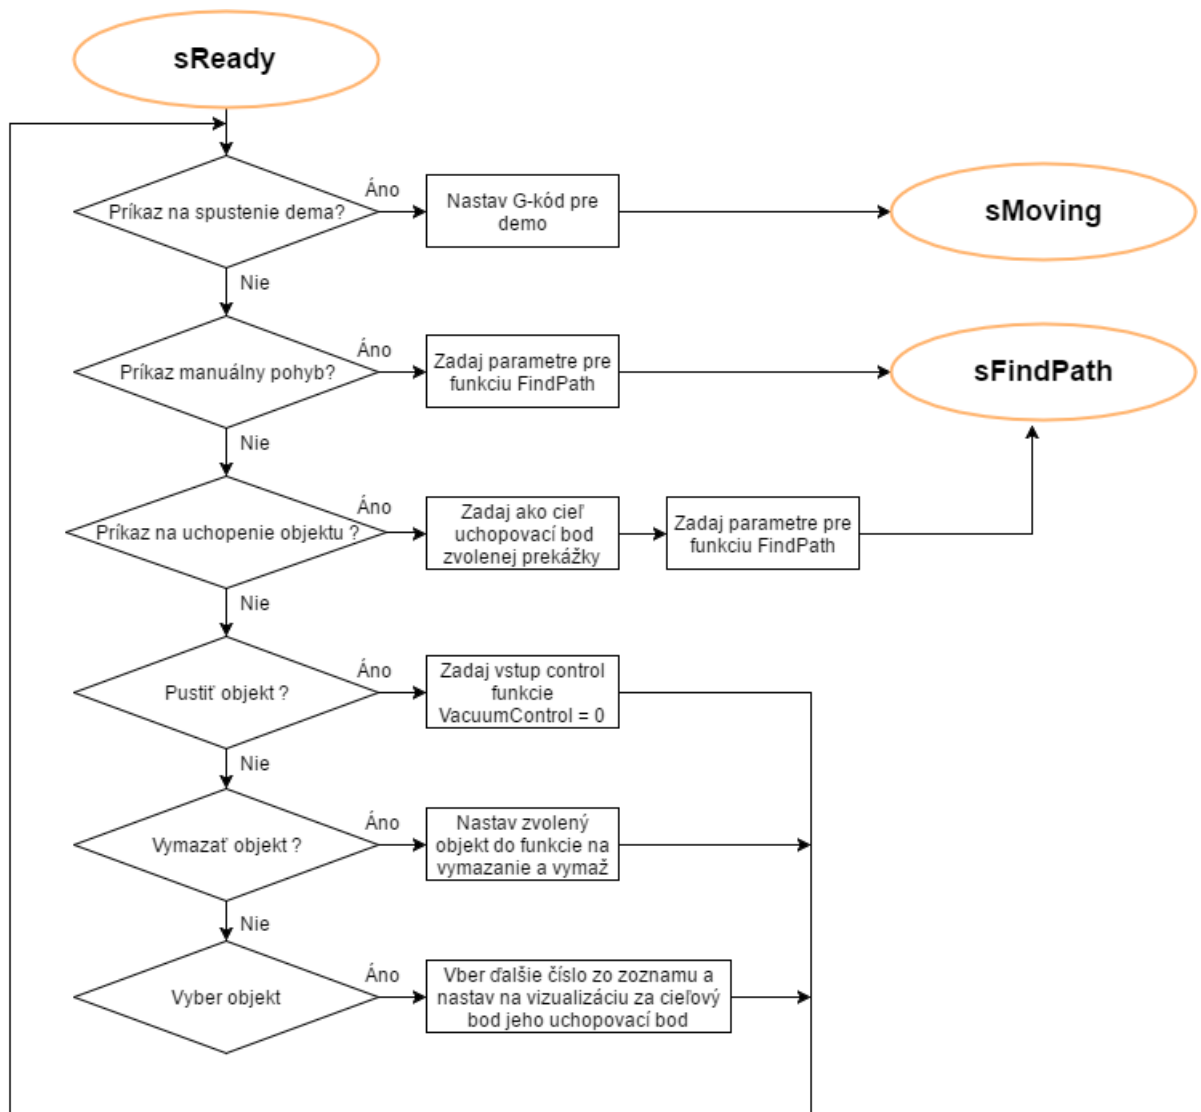 sReady
Príkaz na spustenie dema?
Áno
Nastav G-kód pre
demo
sMoving
Nie
Príkaz manuálny pohyb?
Áno
Zadaj parametre pre
funkciu FindPath
sFindPath
Nie
Príkaz na uchopenie objektu ?
Áno
Zadaj ako cieľ
uchopovací bod
zvolenej prekážky
Zadaj parametre pre
funkciu FindPath
Nie
Pustiť objekt ?
Áno
Zadaj vstup control
funkcie
VacuumControl = 0
Nie
Vymazať objekt ?
Áno
Nastav zvolený
objekt do funkcie na
vymazanie a vymaž
Nie
Vyber objekt
Áno
Vber ďalšie číslo zo zoznamu a
nastav na vizualizáciu za cieľový
bod jeho uchopovací bod